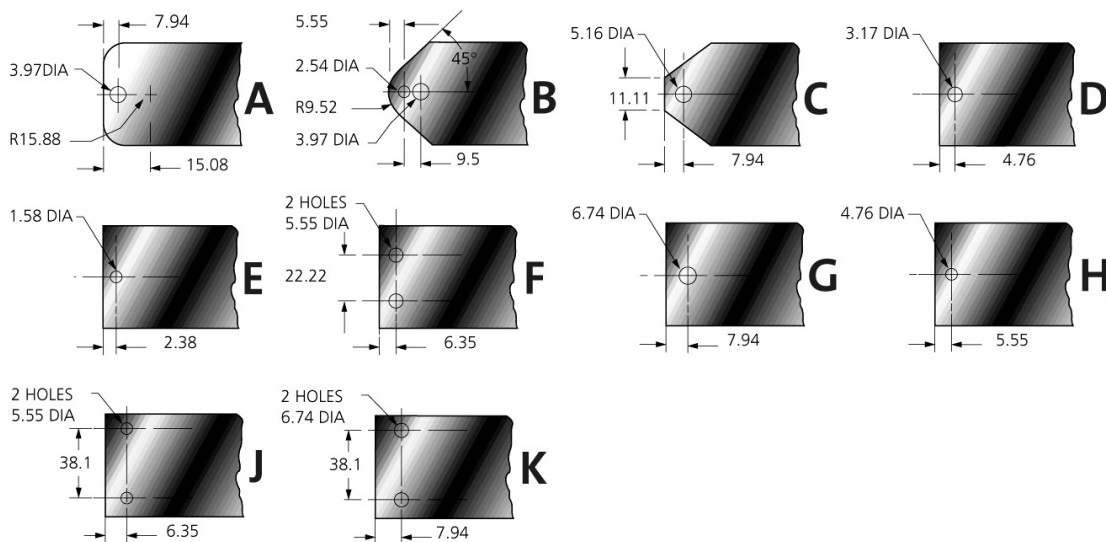 7.94
3.97DIA
R15.88
15.08
A
5.55
45°
2.54 DIA
R9.52
3.97 DIA
9.5
B
5.16 DIA
11.11
7.94
C
3.17 DIA
4.76
D
1.58 DIA
2.38
E
2 HOLES
5.55 DIA
22.22
6.35
F
6.74 DIA
7.94
G
4.76 DIA
5.55
H
2 HOLES
5.55 DIA
38.1
6.35
J
2 HOLES
6.74 DIA
38.1
7.94
K